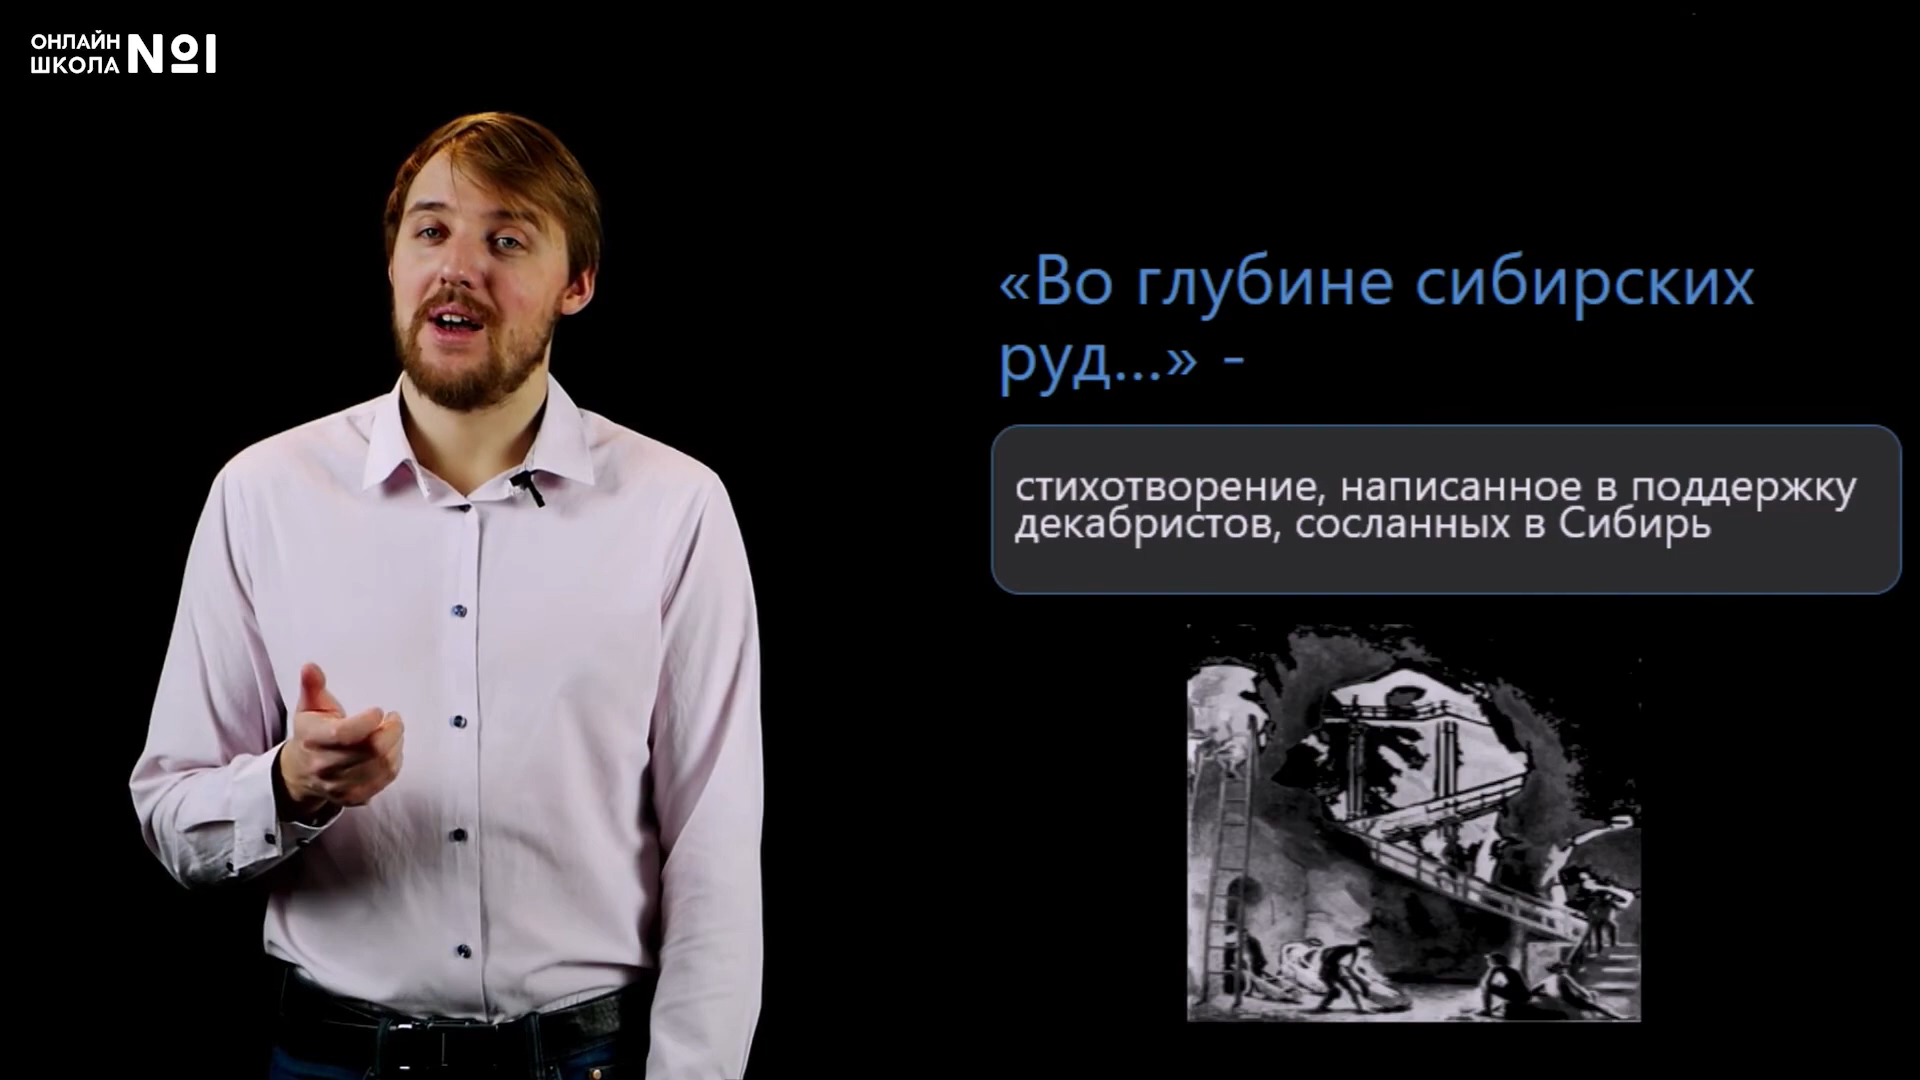 ОНЛАЙН
ШКОЛА №1
«Во глубине сибирских
руд...» -
стихотворение, написанное в поддержку
декабристов, сосланных в Сибирь